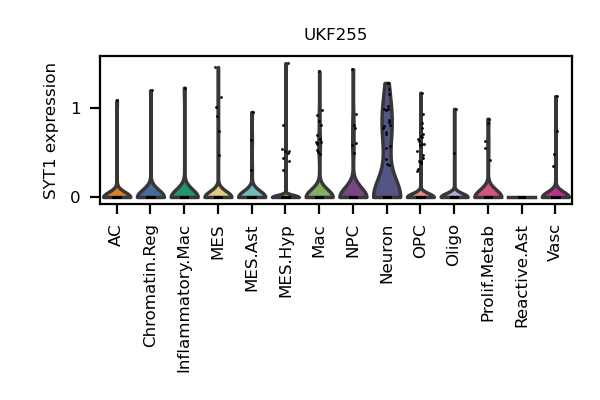 UKF255
SYT1 expression
1
0
AC
Chromatin.Reg
Inflammatory.Mac
MES
MES.Ast
MES.Hyp
Mac
NPC
Neuron
OPC
Oligo
Prolif.Metab
Reactive.Ast
Vasc